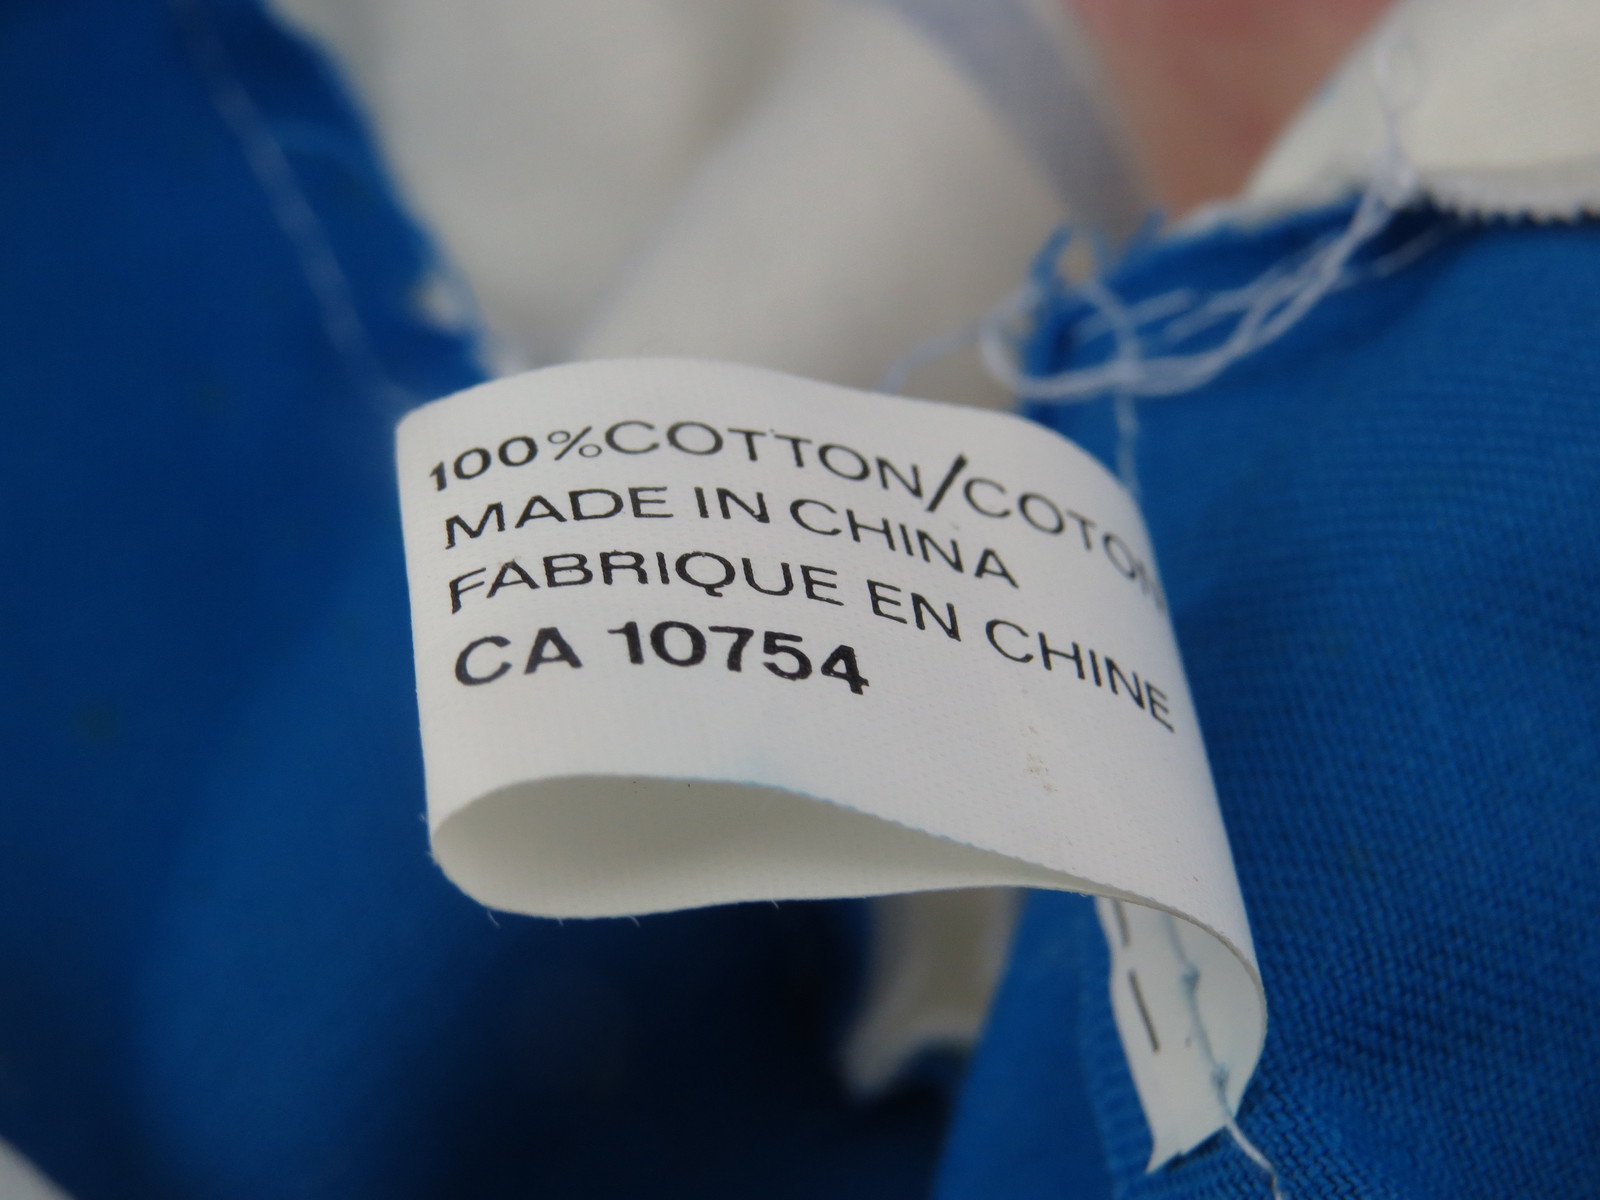 100%COTTON/COTON
MADE IN CHINA
FABRIQUE EN CHINE
CA 10754